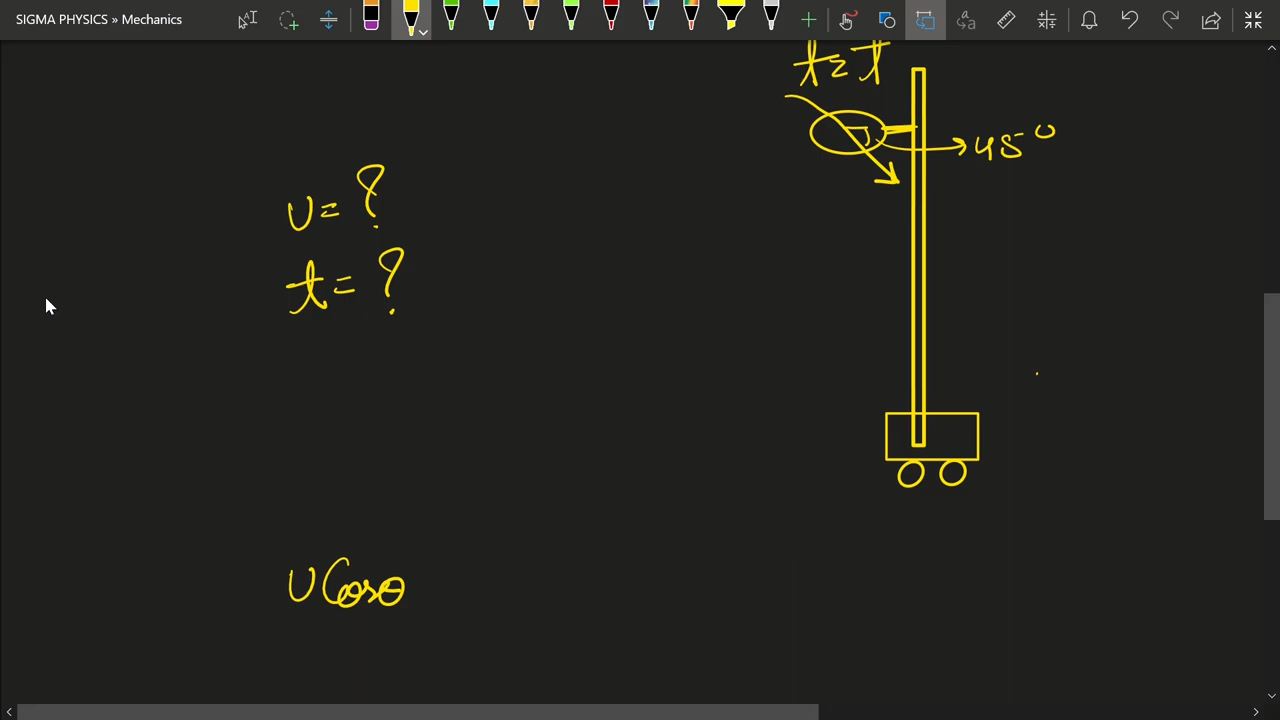 SIGMA PHYSICS » Mechanics
t = T
45°
u = ?
t = ?
u Cosθ